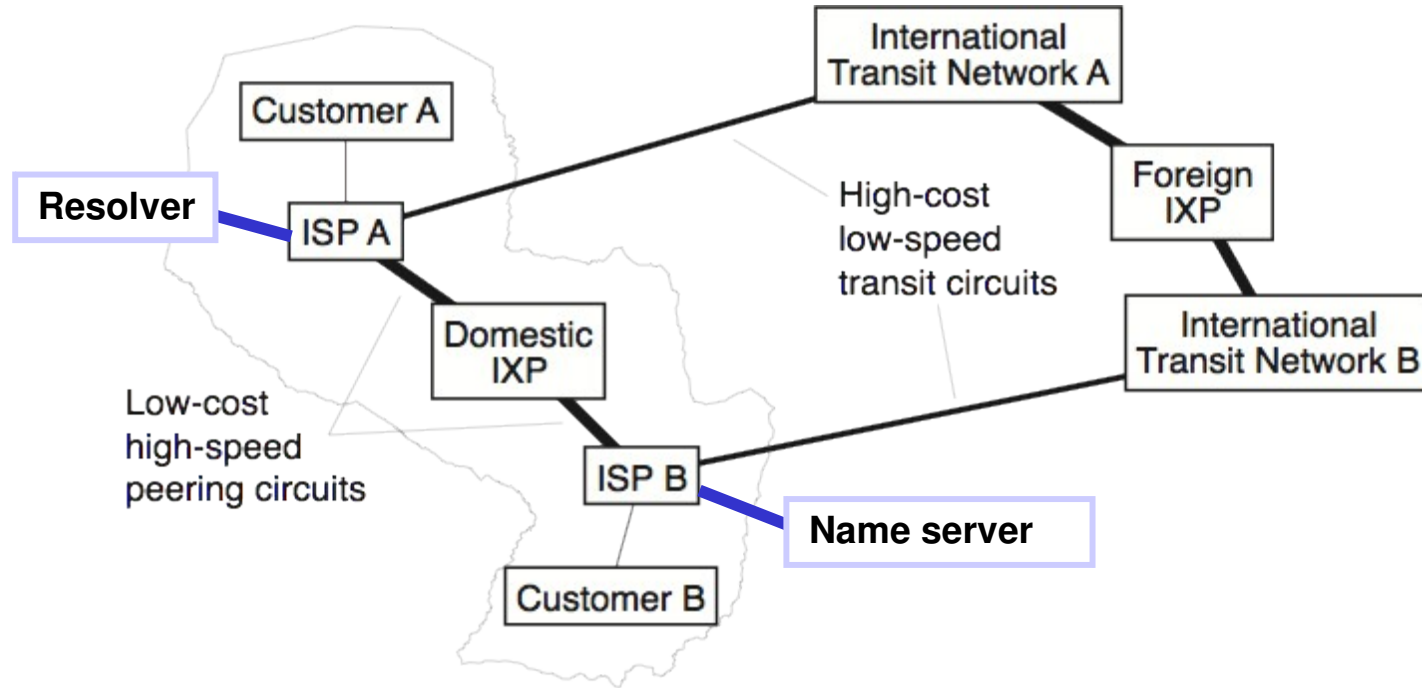 International
Transit Network A
Customer A
Foreign
IXP
Resolver
ISP A
High-cost
low-speed
transit circuits
Domestic
IXP
International
Transit Network B
Low-cost
high-speed
peering circuits
ISP B
Name server
Customer B